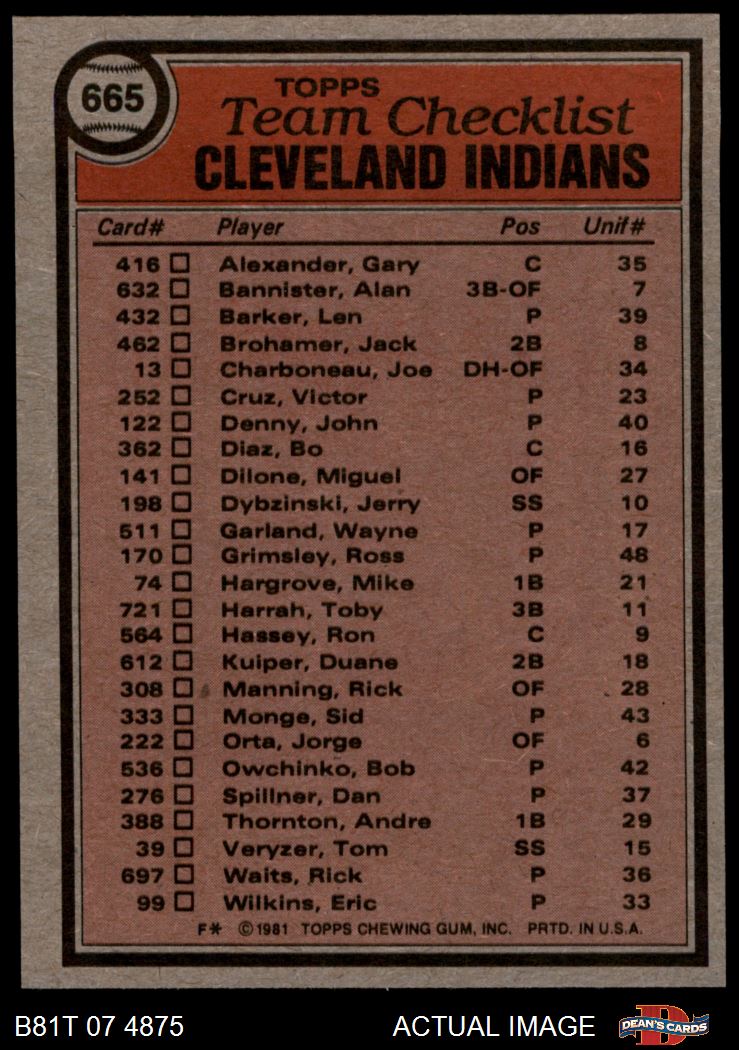 665
TOPPS
Team Checklist
CLEVELAND INDIANS
Card# Player Pos Unif#
416 Alexander, Gary C 35
632 Bannister, Alan 3B-OF 7
432 Barker, Len P 39
462 Brohamer, Jack 2B 8
13 Charboneau, Joe DH-OF 34
252 Cruz, Victor P 23
122 Denny, John P 40
362 Diaz, Bo C 16
141 Dilone, Miguel OF 27
198 Dybzinski, Jerry SS 10
511 Garland, Wayne P 17
170 Grimsley, Ross P 48
74 Hargrove, Mike 1B 21
721 Harrah, Toby 3B 11
564 Hassey, Ron C 9
612 Kuiper, Duane 2B 18
308 Manning, Rick OF 28
333 Monge, Sid P 43
222 Orta, Jorge OF 6
536 Owchinko, Bob P 42
276 Spillner, Dan P 37
388 Thornton, Andre 1B 29
39 Veryzer, Tom SS 15
697 Waits, Rick P 36
99 Wilkins, Eric P 33
F* ©1981 TOPPS CHEWING GUM, INC. PRTD. IN U.S.A.
B81T 07 4875 ACTUAL IMAGE D DEAN'S CARDS